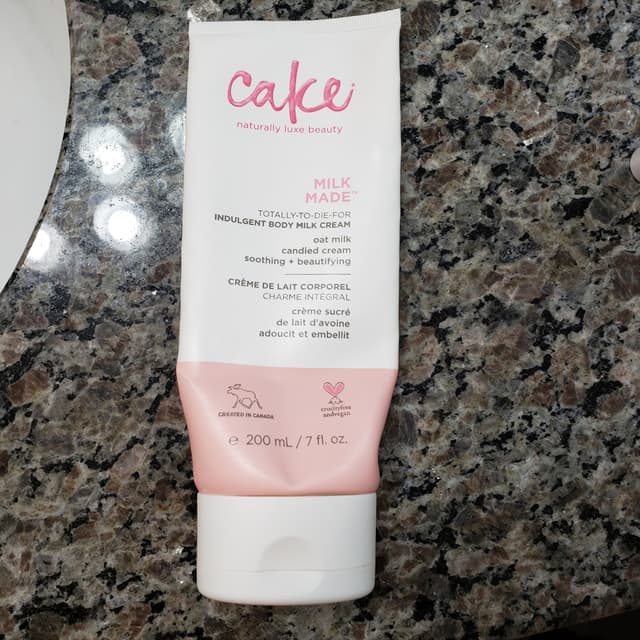 cake
naturally luxe beauty
MILK
MADE™
TOTALLY-TO-DIE-FOR
INDULGENT BODY MILK CREAM
oat milk
candied cream
soothing + beautifying
CRÈME DE LAIT CORPOREL
CHARME INTÉGRAL
crème sucré
de lait d'avoine
adoucit et embellit
CREATED IN CANADA
crueltyfree
andvegan
e 200 mL / 7 fl. oz.